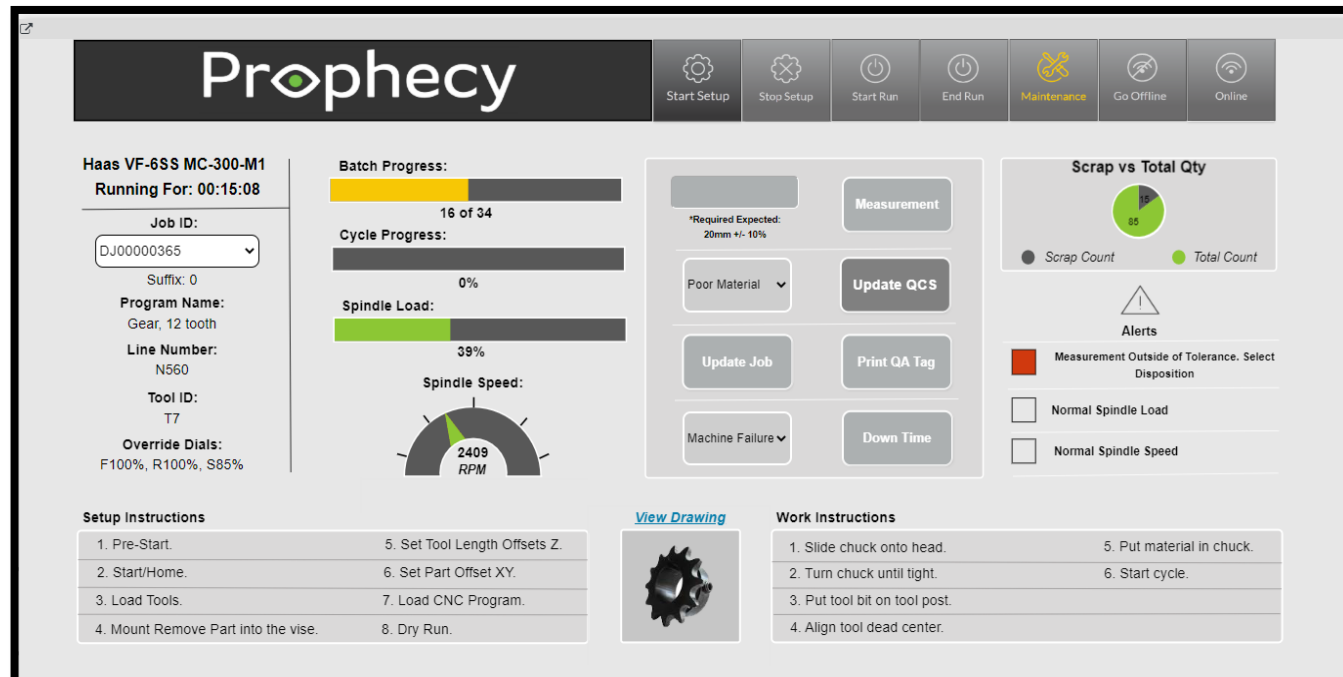 Prophecy
Start Setup
Stop Setup
Start Run
End Run
Maintenance
Go Offline
Online
Haas VF-6SS MC-300-M1
Running For: 00:15:08
Job ID:
DJ00000365
Suffix: 0
Program Name:
Gear, 12 tooth
Line Number:
N560
Tool ID:
T7
Override Dials:
F100%, R100%, S85%
Batch Progress:
16 of 34
Cycle Progress:
0%
Spindle Load:
39%
Spindle Speed:
2409
RPM
*Required Expected:
20mm +/- 10%
Measurement
Poor Material
Update QCS
Update Job
Print QA Tag
Machine Failure
Down Time
Scrap vs Total Qty
15
85
Scrap Count
Total Count
Alerts
Measurement Outside of Tolerance. Select
Disposition
Normal Spindle Load
Normal Spindle Speed
Setup Instructions
1. Pre-Start.
2. Start/Home.
3. Load Tools.
4. Mount Remove Part into the vise.
5. Set Tool Length Offsets Z.
6. Set Part Offset XY.
7. Load CNC Program.
8. Dry Run.
View Drawing
Work Instructions
1. Slide chuck onto head.
2. Turn chuck until tight.
3. Put tool bit on tool post.
4. Align tool dead center.
5. Put material in chuck.
6. Start cycle.